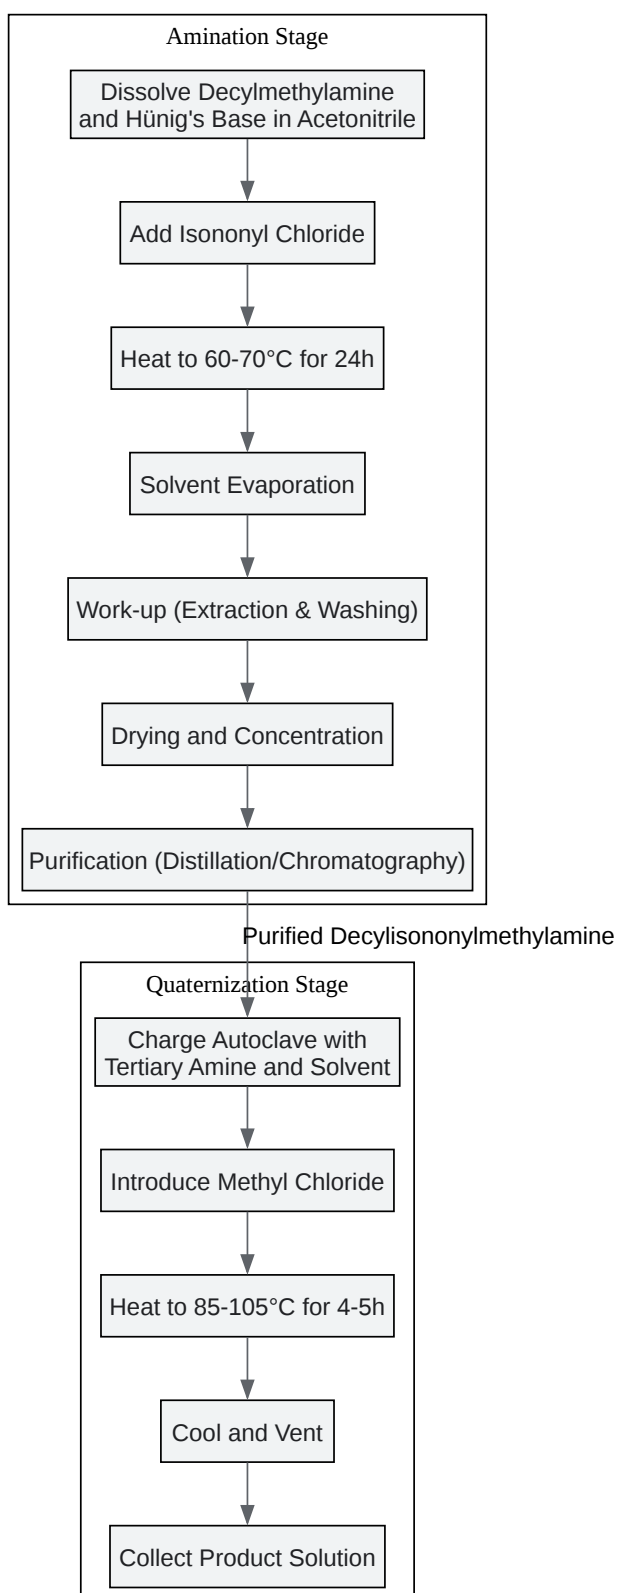 Amination Stage
Dissolve Decylmethylamine
and Hünig's Base in Acetonitrile
Add Isononyl Chloride
Heat to 60-70°C for 24h
Solvent Evaporation
Work-up (Extraction & Washing)
Drying and Concentration
Purification (Distillation/Chromatography)
Purified Decylisononylmethylamine
Quaternization Stage
Charge Autoclave with
Tertiary Amine and Solvent
Introduce Methyl Chloride
Heat to 85-105°C for 4-5h
Cool and Vent
Collect Product Solution